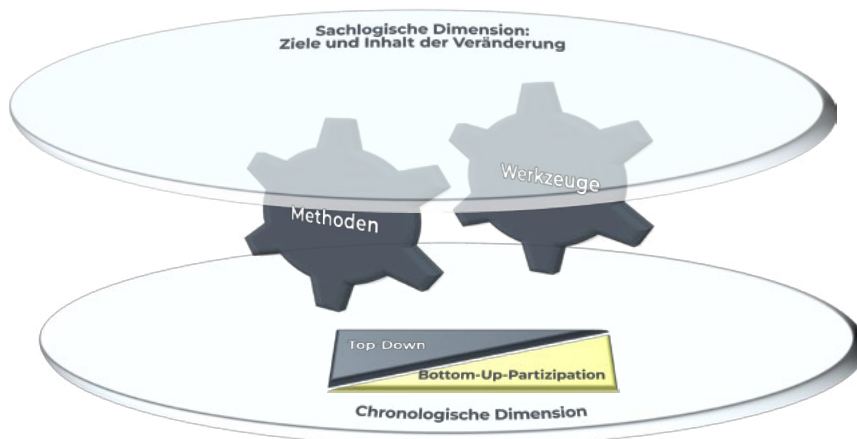 Sachlogische Dimension:
Ziele und Inhalt der Veränderung
Werkzeuge
Methoden
Top Down
Bottom-Up-Partizipation
Chronologische Dimension